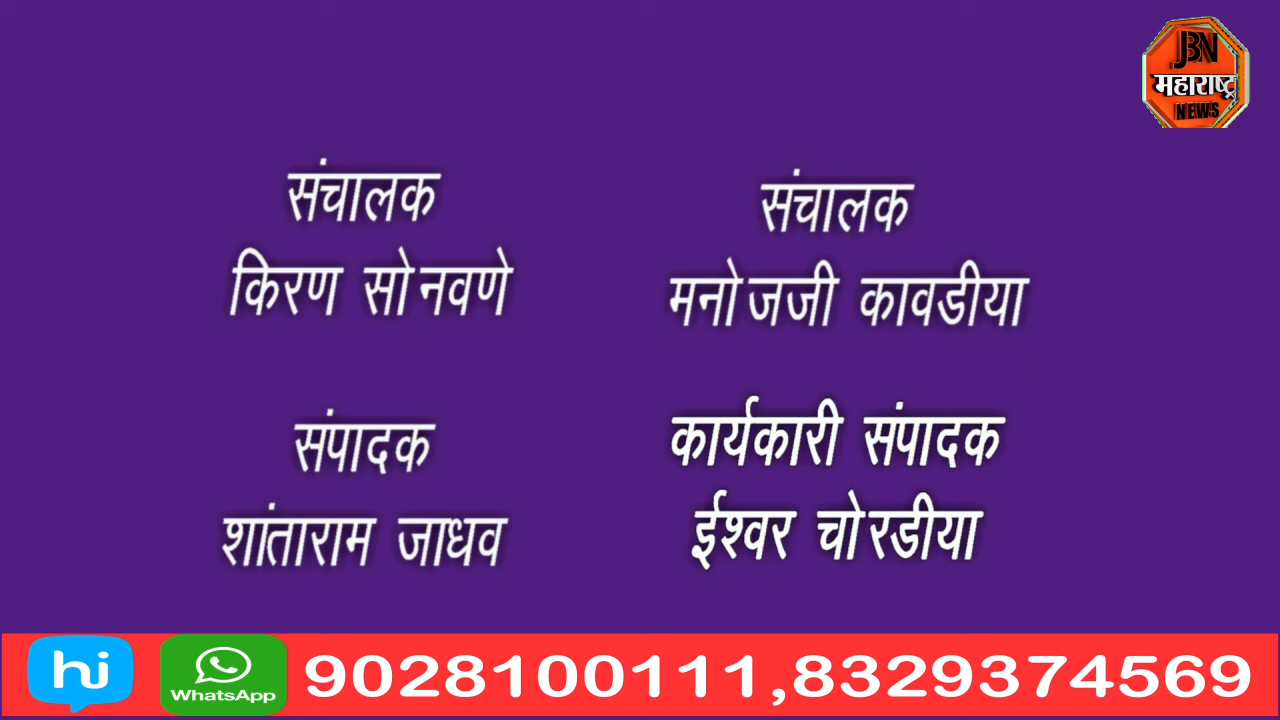 JBN
महाराष्ट्र
NEWS
संचालक
किरण सोनवणे
संचालक
मनोजजी कावडीया
संपादक
शांताराम जाधव
कार्यकारी संपादक
ईश्वर चोरडीया
hi
WhatsApp
9028100111,8329374569